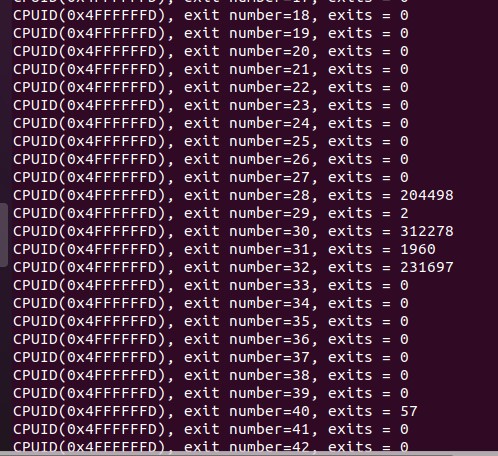 CPUID(0x4FFFFFFD), exit number=17, exits = 0
CPUID(0x4FFFFFFD), exit number=18, exits = 0
CPUID(0x4FFFFFFD), exit number=19, exits = 0
CPUID(0x4FFFFFFD), exit number=20, exits = 0
CPUID(0x4FFFFFFD), exit number=21, exits = 0
CPUID(0x4FFFFFFD), exit number=22, exits = 0
CPUID(0x4FFFFFFD), exit number=23, exits = 0
CPUID(0x4FFFFFFD), exit number=24, exits = 0
CPUID(0x4FFFFFFD), exit number=25, exits = 0
CPUID(0x4FFFFFFD), exit number=26, exits = 0
CPUID(0x4FFFFFFD), exit number=27, exits = 0
CPUID(0x4FFFFFFD), exit number=28, exits = 204498
CPUID(0x4FFFFFFD), exit number=29, exits = 2
CPUID(0x4FFFFFFD), exit number=30, exits = 312278
CPUID(0x4FFFFFFD), exit number=31, exits = 1960
CPUID(0x4FFFFFFD), exit number=32, exits = 231697
CPUID(0x4FFFFFFD), exit number=33, exits = 0
CPUID(0x4FFFFFFD), exit number=34, exits = 0
CPUID(0x4FFFFFFD), exit number=35, exits = 0
CPUID(0x4FFFFFFD), exit number=36, exits = 0
CPUID(0x4FFFFFFD), exit number=37, exits = 0
CPUID(0x4FFFFFFD), exit number=38, exits = 0
CPUID(0x4FFFFFFD), exit number=39, exits = 0
CPUID(0x4FFFFFFD), exit number=40, exits = 57
CPUID(0x4FFFFFFD), exit number=41, exits = 0
CPUID(0x4FFFFFFD), exit number=42, exits = 0